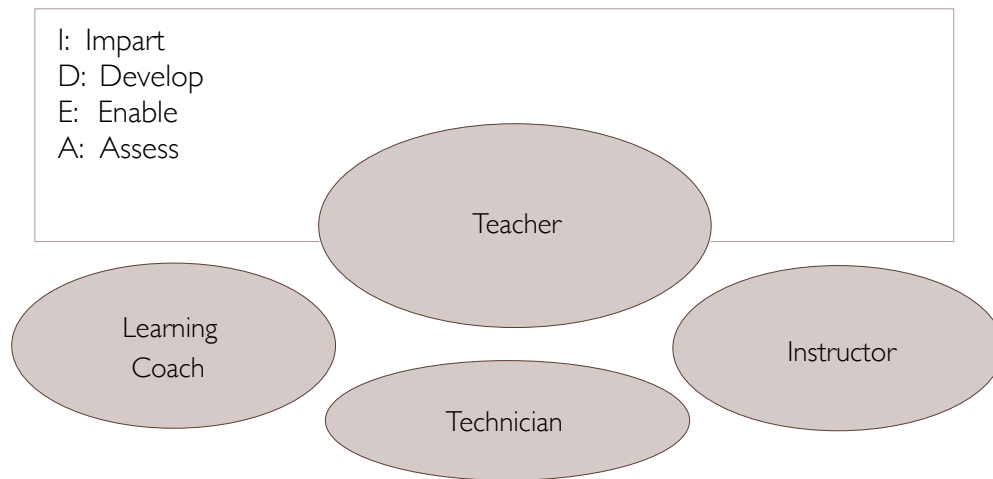 I: Impart
D: Develop
E: Enable
A: Assess
Teacher
Learning
Coach
Instructor
Technician